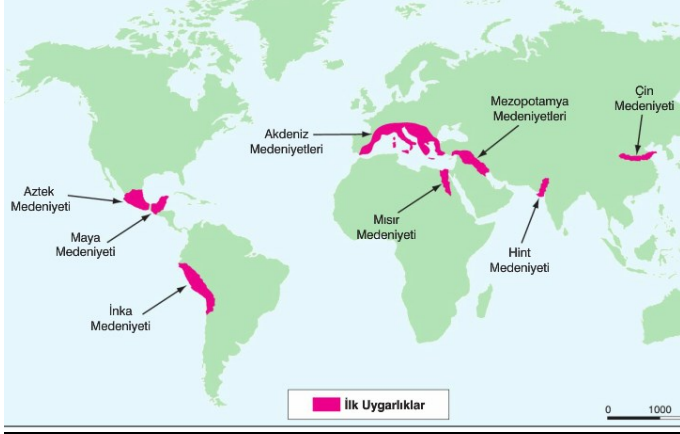 Çin
Medeniyeti
Mezopotamya
Medeniyetleri
Akdeniz
Medeniyetleri
Aztek
Medeniyeti
Mısır
Medeniyeti
Maya
Medeniyeti
Hint
Medeniyeti
İnka
Medeniyeti
İlk Uygarlıklar
0 1000